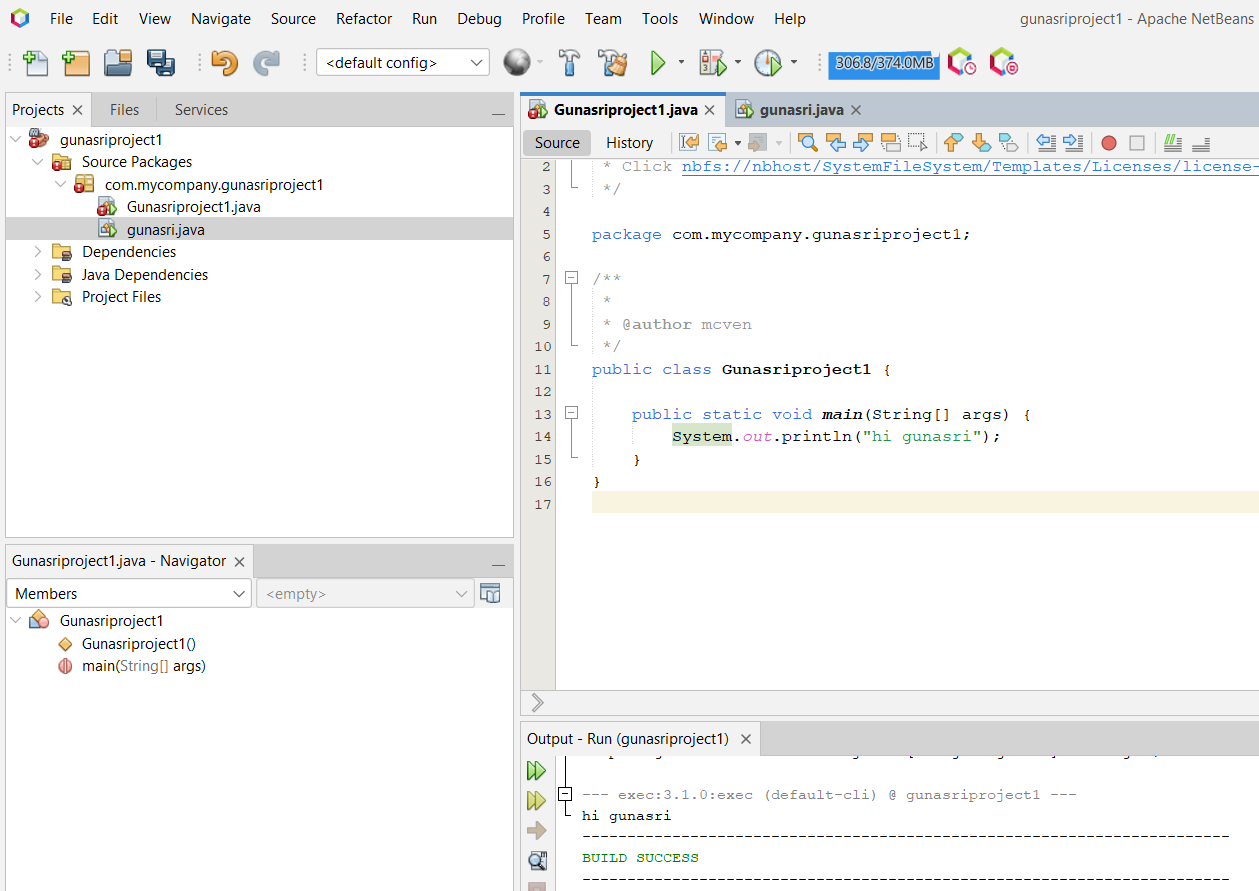 File Edit View Navigate Source Refactor Run Debug Profile Team Tools Window Help
gunasriproject1 - Apache NetBeans
<default config>
306.8/374.0MB
Projects Files Services
gunasriproject1
Source Packages
com.mycompany.gunasriproject1
Gunasriproject1.java
gunasri.java
Dependencies
Java Dependencies
Project Files
Gunasriproject1.java - Navigator
Members <empty>
Gunasriproject1
Gunasriproject1()
main(String[] args)
Gunasriproject1.java gunasri.java
Source History
2 * Click nbfs://nbhost/SystemFileSystem/Templates/Licenses/license-
3 */
4
5 package com.mycompany.gunasriproject1;
6
7 /**
8 *
9 * @author mcven
10 */
11 public class Gunasriproject1 {
12
13 public static void main(String[] args) {
14 System.out.println("hi gunasri");
15 }
16 }
17
Output - Run (gunasriproject1)
--- exec:3.1.0:exec (default-cli) @ gunasriproject1 ---
hi gunasri
------------------------------------------------------------------------
BUILD SUCCESS
------------------------------------------------------------------------